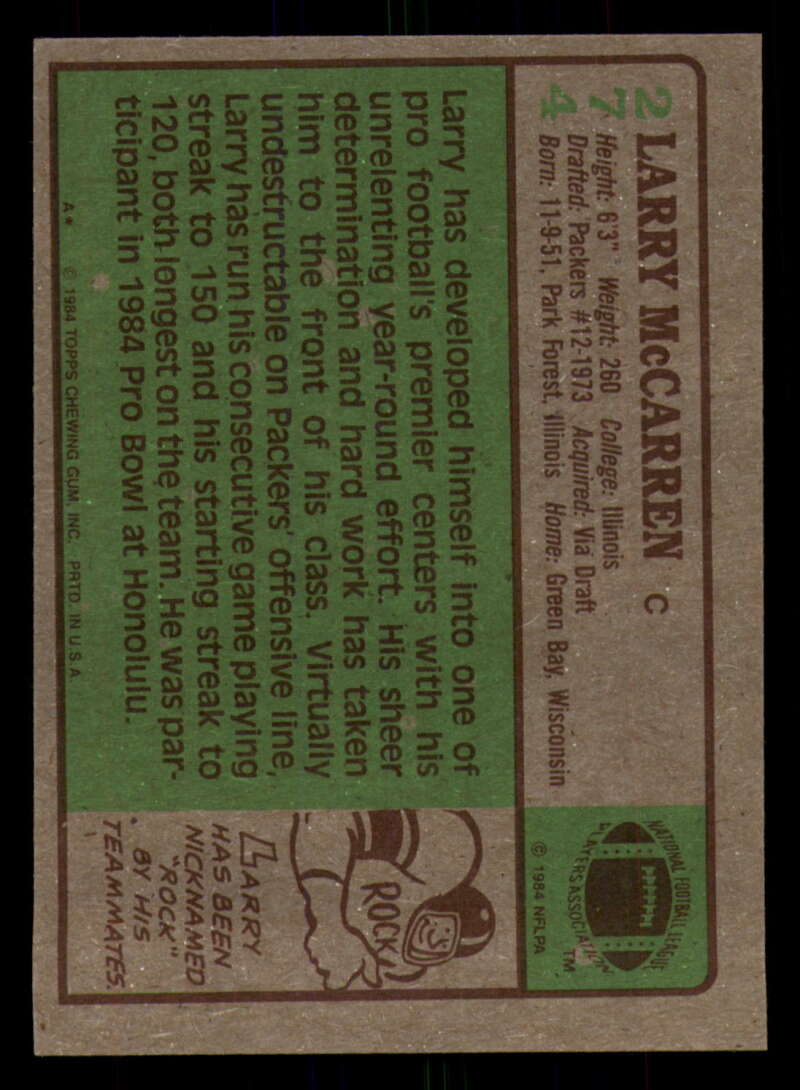 274
LARRY McCARREN C
Height: 6'3" Weight: 260 College: Illinois
Drafted: Packers #12-1973 Acquired: Via Draft
Born: 11-9-51, Park Forest, Illinois Home: Green Bay, Wisconsin
NATIONAL FOOTBALL LEAGUE
PLAYERS ASSOCIATION
TM
© 1984 NFLPA
Larry has developed himself into one of
pro football's premier centers with his
unrelenting year-round effort. His sheer
determination and hard work has taken
him to the front of his class. Virtually
undestructable on Packers' offensive line,
Larry has run his consecutive game playing
streak to 150 and his starting streak to
120, both longest on the team. He was par-
ticipant in 1984 Pro Bowl at Honolulu.
A* © 1984 TOPPS CHEWING GUM, INC. PRTD. IN U.S.A.
ROCK
LARRY
HAS BEEN
NICKNAMED
"ROCK"
BY HIS
TEAMMATES.